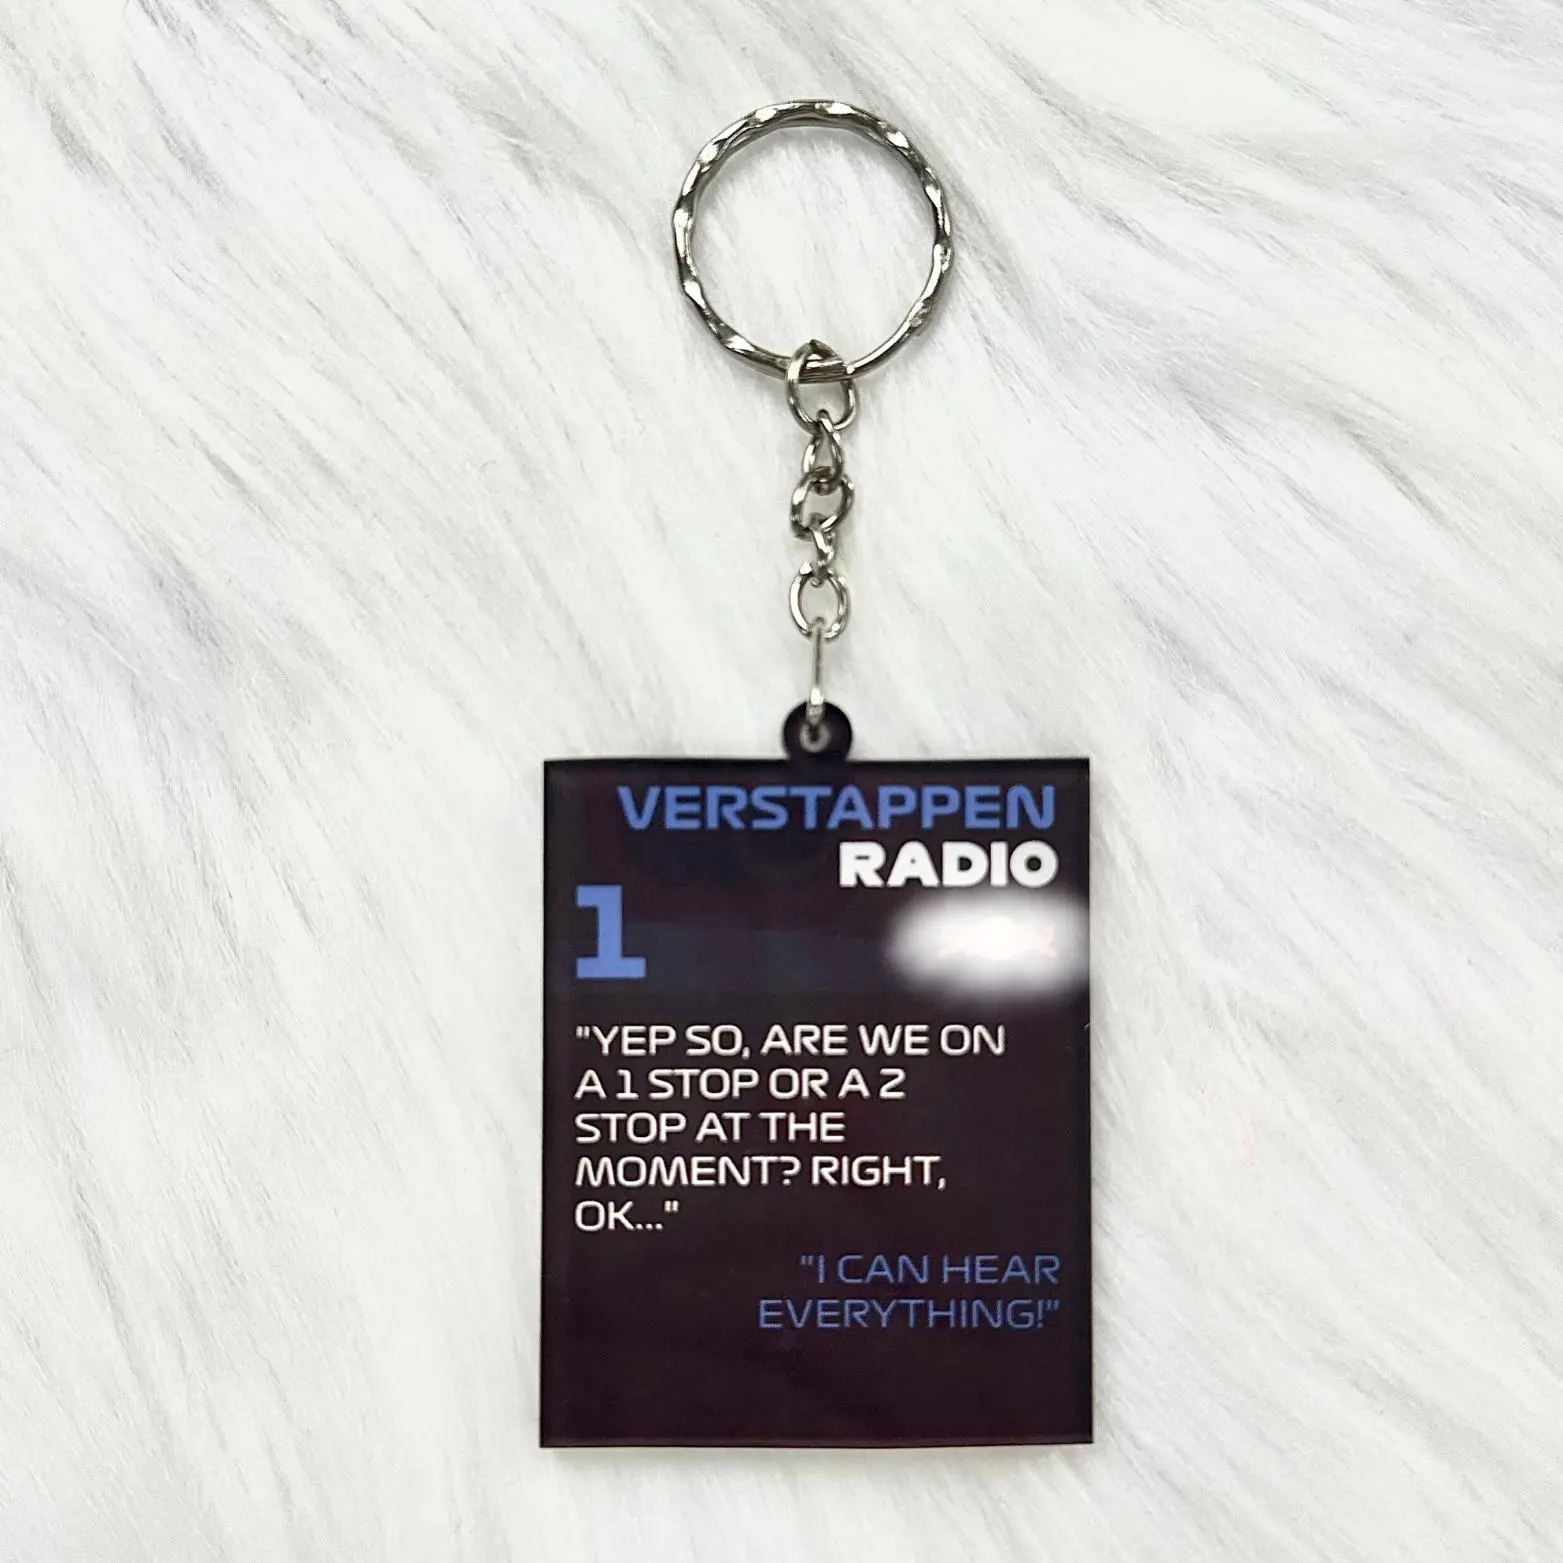 VERSTAPPEN
RADIO
1
"YEP SO, ARE WE ON
A 1 STOP OR A 2
STOP AT THE
MOMENT? RIGHT,
OK..."
"I CAN HEAR
EVERYTHING!"